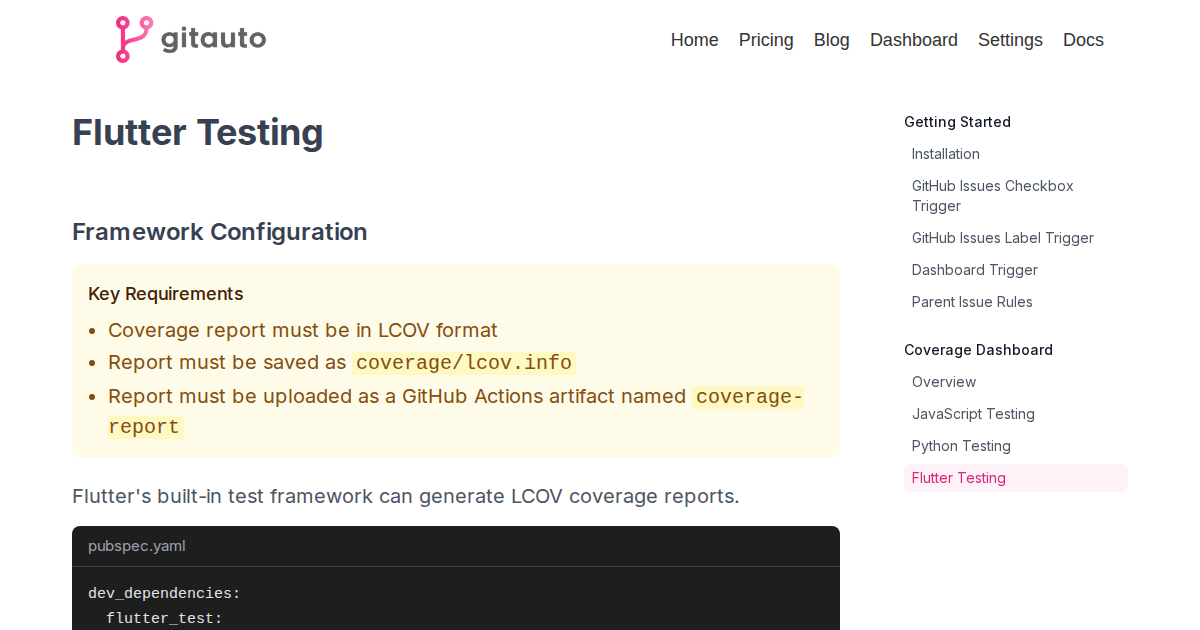 gitauto
Home Pricing Blog Dashboard Settings Docs
Flutter Testing
Framework Configuration
Key Requirements
• Coverage report must be in LCOV format
• Report must be saved as coverage/lcov.info
• Report must be uploaded as a GitHub Actions artifact named coverage-
report
Flutter's built-in test framework can generate LCOV coverage reports.
pubspec.yaml
dev_dependencies:
  flutter_test:
Getting Started
Installation
GitHub Issues Checkbox
Trigger
GitHub Issues Label Trigger
Dashboard Trigger
Parent Issue Rules
Coverage Dashboard
Overview
JavaScript Testing
Python Testing
Flutter Testing